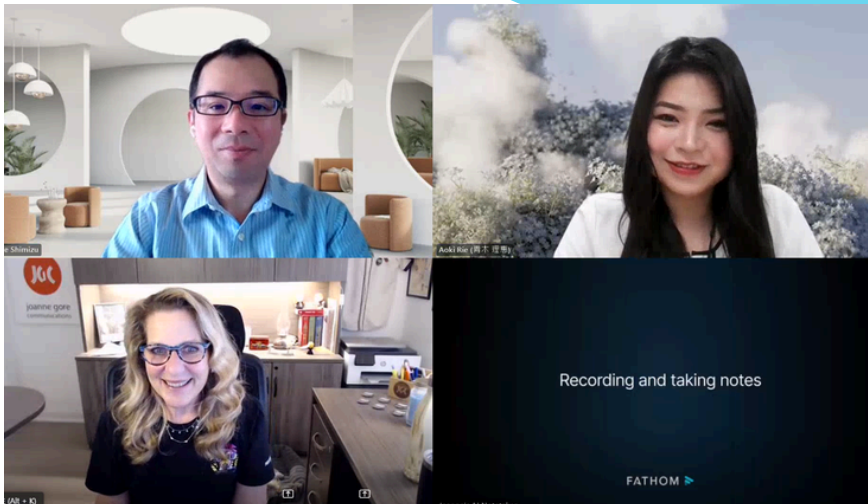 e Shimizu
Aoki Rie (青木 理恵)
JGC
joanne gore
communications
(Alt + K)
Recording and taking notes
FATHOM